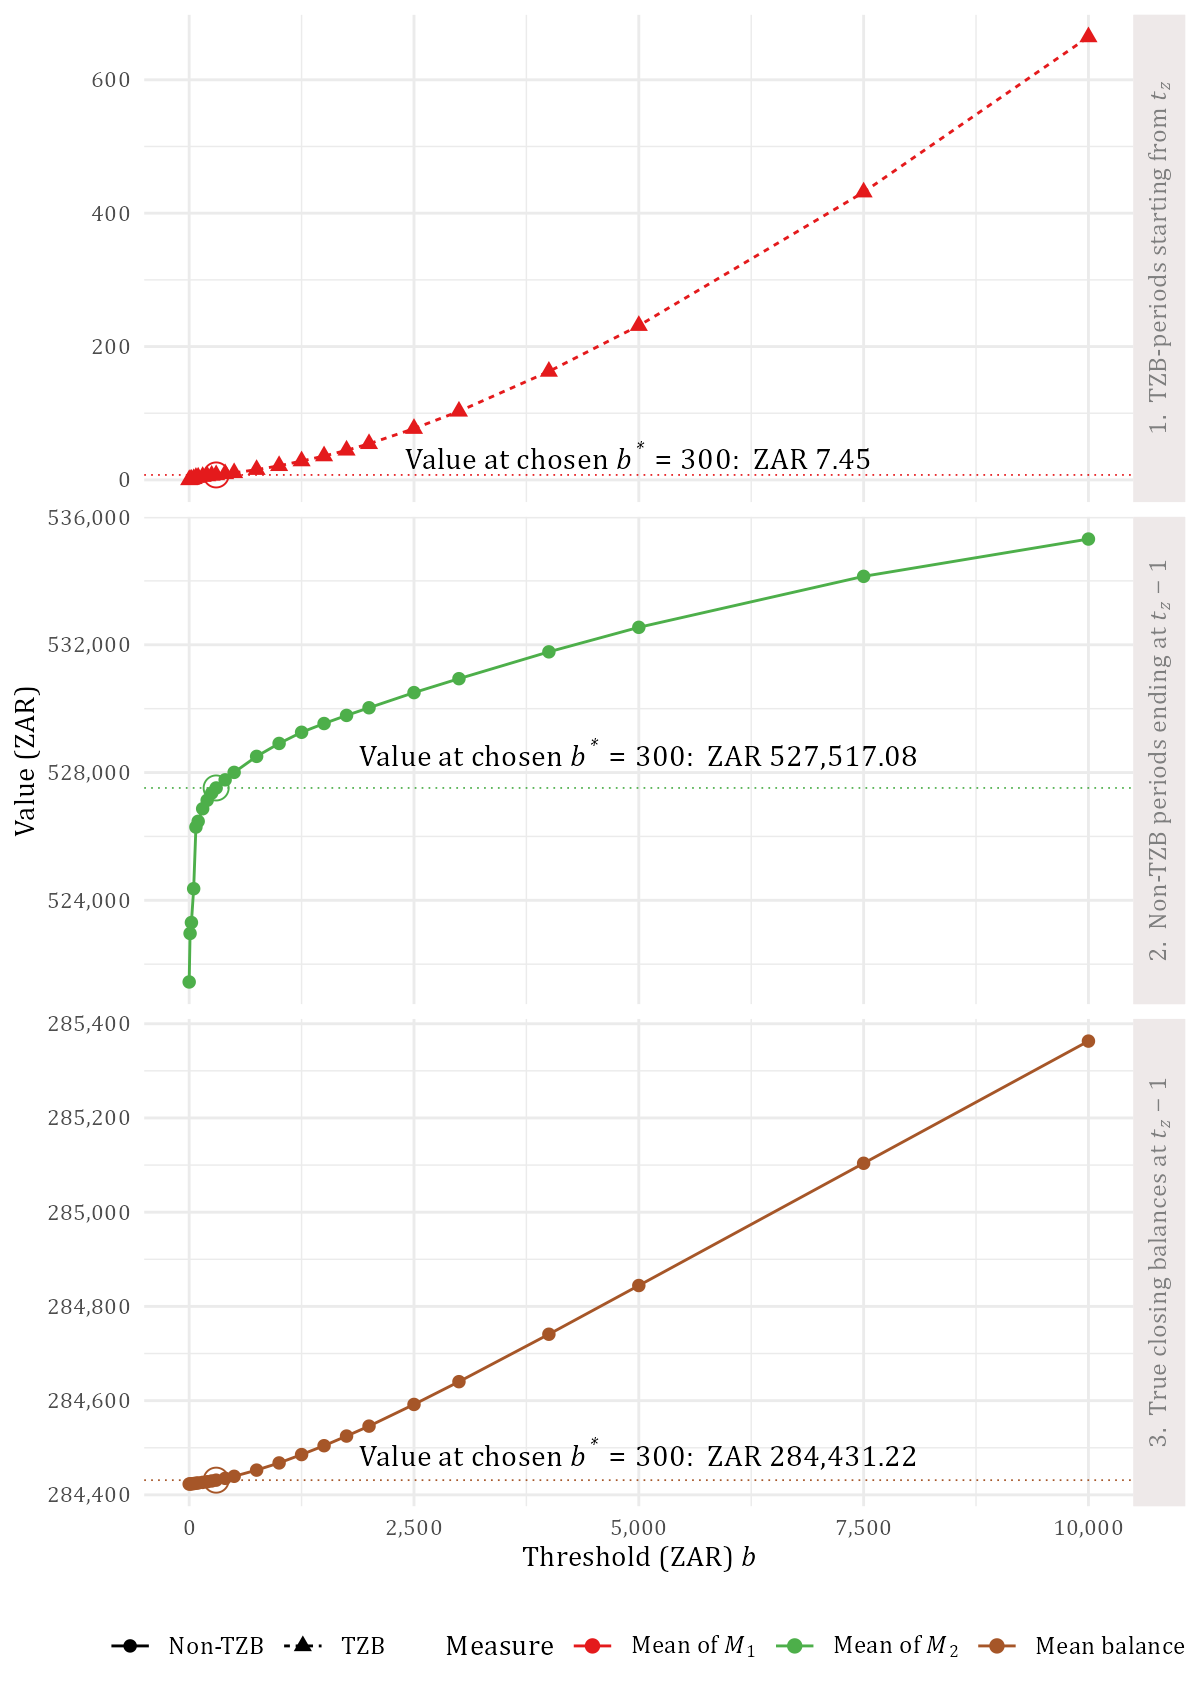 600
400
200
0
Value at chosen b* = 300: ZAR 7.45
1. TZB-periods starting from t_z
536,000
532,000
528,000
524,000
Value at chosen b* = 300: ZAR 527,517.08
2. Non-TZB periods ending at t_z − 1
Value (ZAR)
285,400
285,200
285,000
284,800
284,600
284,400
Value at chosen b* = 300: ZAR 284,431.22
3. True closing balances at t_z − 1
0 2,500 5,000 7,500 10,000
Threshold (ZAR) b
Non-TZB TZB Measure Mean of M₁ Mean of M₂ Mean balance